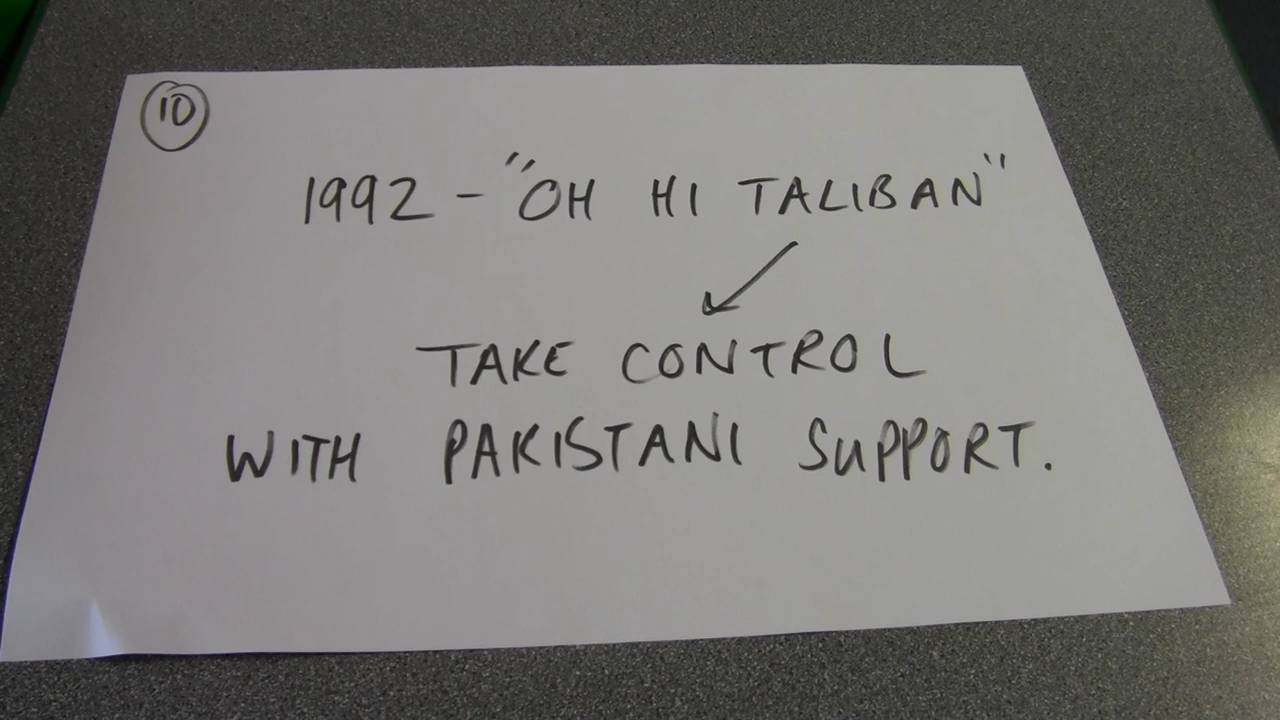 10
1992 - "OH HI TALIBAN"
TAKE CONTROL
WITH PAKISTANI SUPPORT.